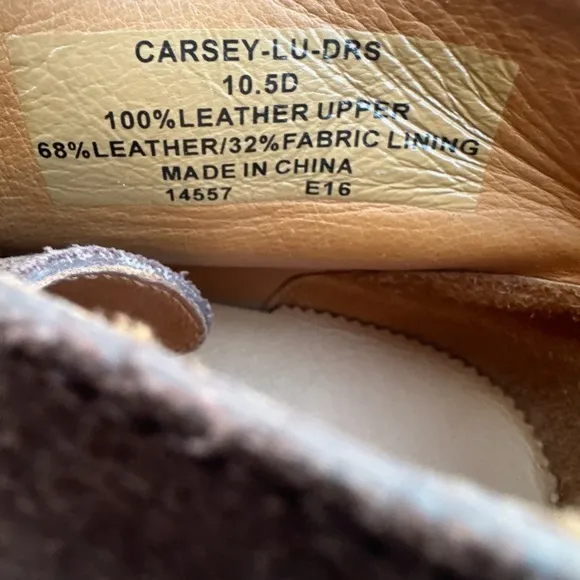 CARSEY-LU-DRS
10.5D
100%LEATHER UPPER
68%LEATHER/32%FABRIC LINING
MADE IN CHINA
14557 E16